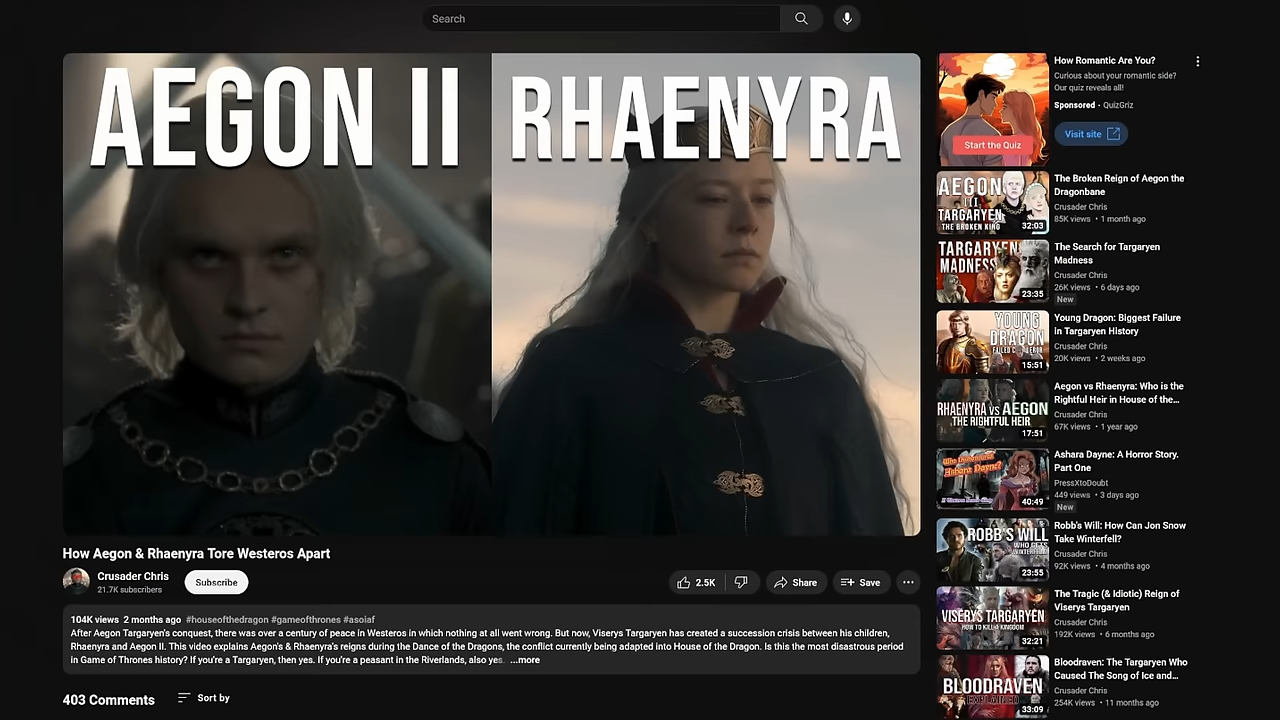 Search
AEGON II
RHAENYRA
How Aegon & Rhaenyra Tore Westeros Apart
Crusader Chris
21.7K subscribers
Subscribe
2.5K
Share
Save
104K views 2 months ago #houseofthedragon #gameofthrones #asoiaf
After Aegon Targaryen's conquest, there was over a century of peace in Westeros in which nothing at all went wrong. But now, Viserys Targaryen has created a succession crisis between his children,
Rhaenyra and Aegon II. This video explains Aegon's & Rhaenyra's reigns during the Dance of the Dragons, the conflict currently being adapted into House of the Dragon. Is this the most disastrous period
in Game of Thrones history? If you're a Targaryen, then yes. If you're a peasant in the Riverlands, also yes. ...more
403 Comments
Sort by
Start the Quiz
How Romantic Are You?
Curious about your romantic side?
Our quiz reveals all!
Sponsored • QuizGriz
Visit site
AEGON
III
TARGARYEN
THE BROKEN KING
32:03
The Broken Reign of Aegon the
Dragonbane
Crusader Chris
85K views • 1 month ago
TARGARYEN
MADNESS
23:35
The Search for Targaryen
Madness
Crusader Chris
26K views • 6 days ago
New
YOUNG
DRAGON
15:51
Young Dragon: Biggest Failure
in Targaryen History
Crusader Chris
20K views • 2 weeks ago
RHAENYRA VS AEGON
THE RIGHTFUL HEIR
17:51
Aegon vs Rhaenyra: Who is the
Rightful Heir in House of the...
Crusader Chris
67K views • 1 year ago
Who Dishonoured
Ashara Dayne?
40:49
Ashara Dayne: A Horror Story.
Part One
PressXtoDoubt
449 views • 3 days ago
New
ROBB'S WILL
WHO GETS
WINTERFELL
23:55
Robb's Will: How Can Jon Snow
Take Winterfell?
Crusader Chris
92K views • 4 months ago
VISERYS TARGARYEN
HOW TO KILL A KINGDOM
32:21
The Tragic (& Idiotic) Reign of
Viserys Targaryen
Crusader Chris
192K views • 6 months ago
BLOODRAVEN
EXPLAINED
33:09
Bloodraven: The Targaryen Who
Caused The Song of Ice and...
Crusader Chris
254K views • 11 months ago